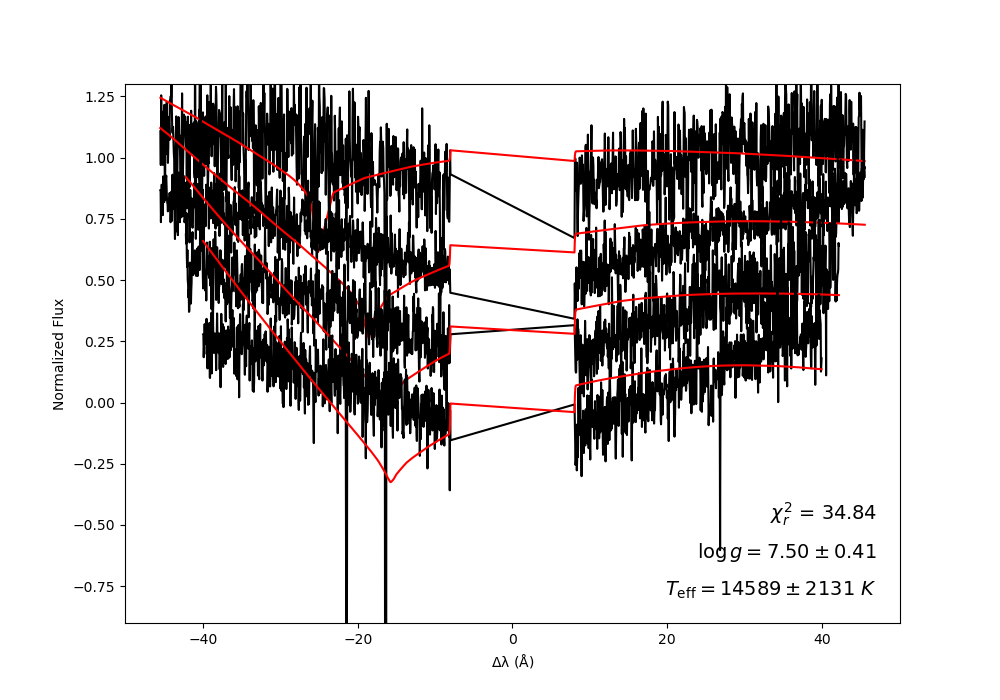 1.25
1.00
0.75
0.50
0.25
0.00
−0.25
−0.50
−0.75
Normalized Flux
−40 −20 0 20 40
Δλ (Å)
χ²ᵣ = 34.84
log g = 7.50 ± 0.41
T_eff = 14589 ± 2131 K